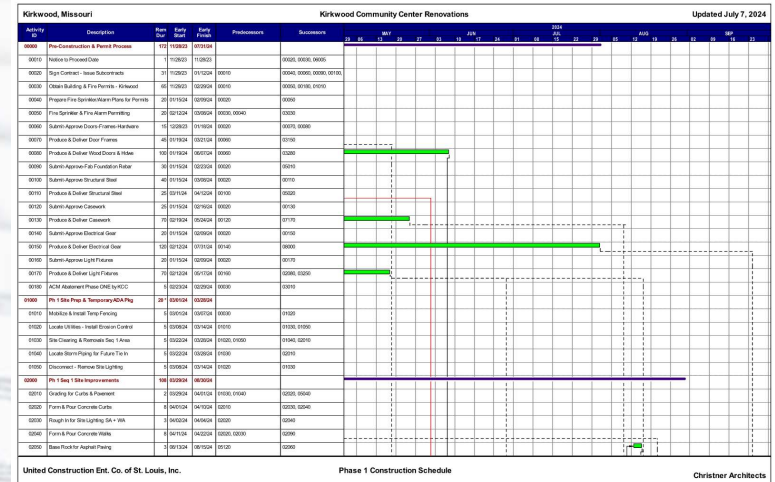 Kirkwood, Missouri Kirkwood Community Center Renovations Updated July 7, 2024
Activity ID Description Rem Dur Early Start Early Finish Predecessors Successors 2024 MAY JUN JUL AUG SEP
29 06 13 20 27 03 10 17 24 01 08 15 22 29 05 12 19 26 02 09 16 23
00000 Pre-Construction & Permit Process 172 11/28/23 07/31/24
00010 Notice to Proceed Date 1 11/28/23 11/28/23 00020, 00030, 06005
00020 Sign Contract - Issue Subcontracts 31 11/28/23 01/12/24 00010 00040, 00060, 00090, 00100,
00030 Obtain Building & Fire Permits - Kirkwood 65 11/28/23 02/29/24 00010 00050, 00180, 01010
00040 Prepare Fire Sprinkler/Alarm Plans for Permits 20 01/15/24 02/09/24 00020 00050
00050 Fire Sprinkler & Fire Alarm Permitting 20 02/12/24 03/08/24 00030, 00040 03030
00060 Submit-Approve Doors-Frames-Hardware 15 12/28/23 01/18/24 00020 00070, 00080
00070 Produce & Deliver Door Frames 45 01/19/24 03/21/24 00060 03150
00080 Produce & Deliver Wood Doors & Hdwe 100 01/19/24 06/07/24 00060 03280
00090 Submit-Approve-Fab Foundation Rebar 30 01/15/24 02/23/24 00020 05010
00100 Submit-Approve Structural Steel 40 01/15/24 03/08/24 00020 00110
00110 Produce & Deliver Structural Steel 25 03/11/24 04/12/24 00100 05020
00120 Submit-Approve Casework 25 01/15/24 02/16/24 00020 00130
00130 Produce & Deliver Casework 70 02/19/24 05/24/24 00120 07170
00140 Submit-Approve Electrical Gear 20 01/15/24 02/09/24 00020 00150
00150 Produce & Deliver Electrical Gear 120 02/12/24 07/31/24 00140 08000
00160 Submit-Approve Light Fixtures 20 01/15/24 02/09/24 00020 00170
00170 Produce & Deliver Light Fixtures 70 02/12/24 05/17/24 00160 02080, 03250
00180 ACM Abatement Phase ONE by KCC 5 02/23/24 02/29/24 00030 03010
01000 Ph 1 Site Prep & Temporary ADA Pkg 20 * 03/01/24 03/28/24
01010 Mobilize & Install Temp Fencing 5 03/01/24 03/07/24 00030 01020
01020 Locate Utilities - Install Erosion Control 5 03/08/24 03/14/24 01010 01030, 01050
01030 Site Clearing & Removals Seq 1 Area 5 03/22/24 03/28/24 01020, 01050 01040, 02010
01040 Locate Storm Piping for Future Tie In 5 03/22/24 03/28/24 01030 02010
01050 Disconnect - Remove Site Lighting 5 03/08/24 03/14/24 01020 01030
02000 Ph 1 Seq 1 Site Improvements 108 03/29/24 08/30/24
02010 Grading for Curbs & Pavement 2 03/29/24 04/01/24 01030, 01040 02020, 05040
02020 Form & Pour Concrete Curbs 8 04/01/24 04/10/24 02010 02030, 02040
02030 Rough In for Site Lighting SA + WA 3 04/02/24 04/04/24 02020 02040
02040 Form & Pour Concrete Walks 8 04/11/24 04/22/24 02020, 02030 02090
02050 Base Rock for Asphalt Paving 3 08/13/24 08/15/24 05120 02060
United Construction Ent. Co. of St. Louis, Inc. Phase 1 Construction Schedule Christner Architects